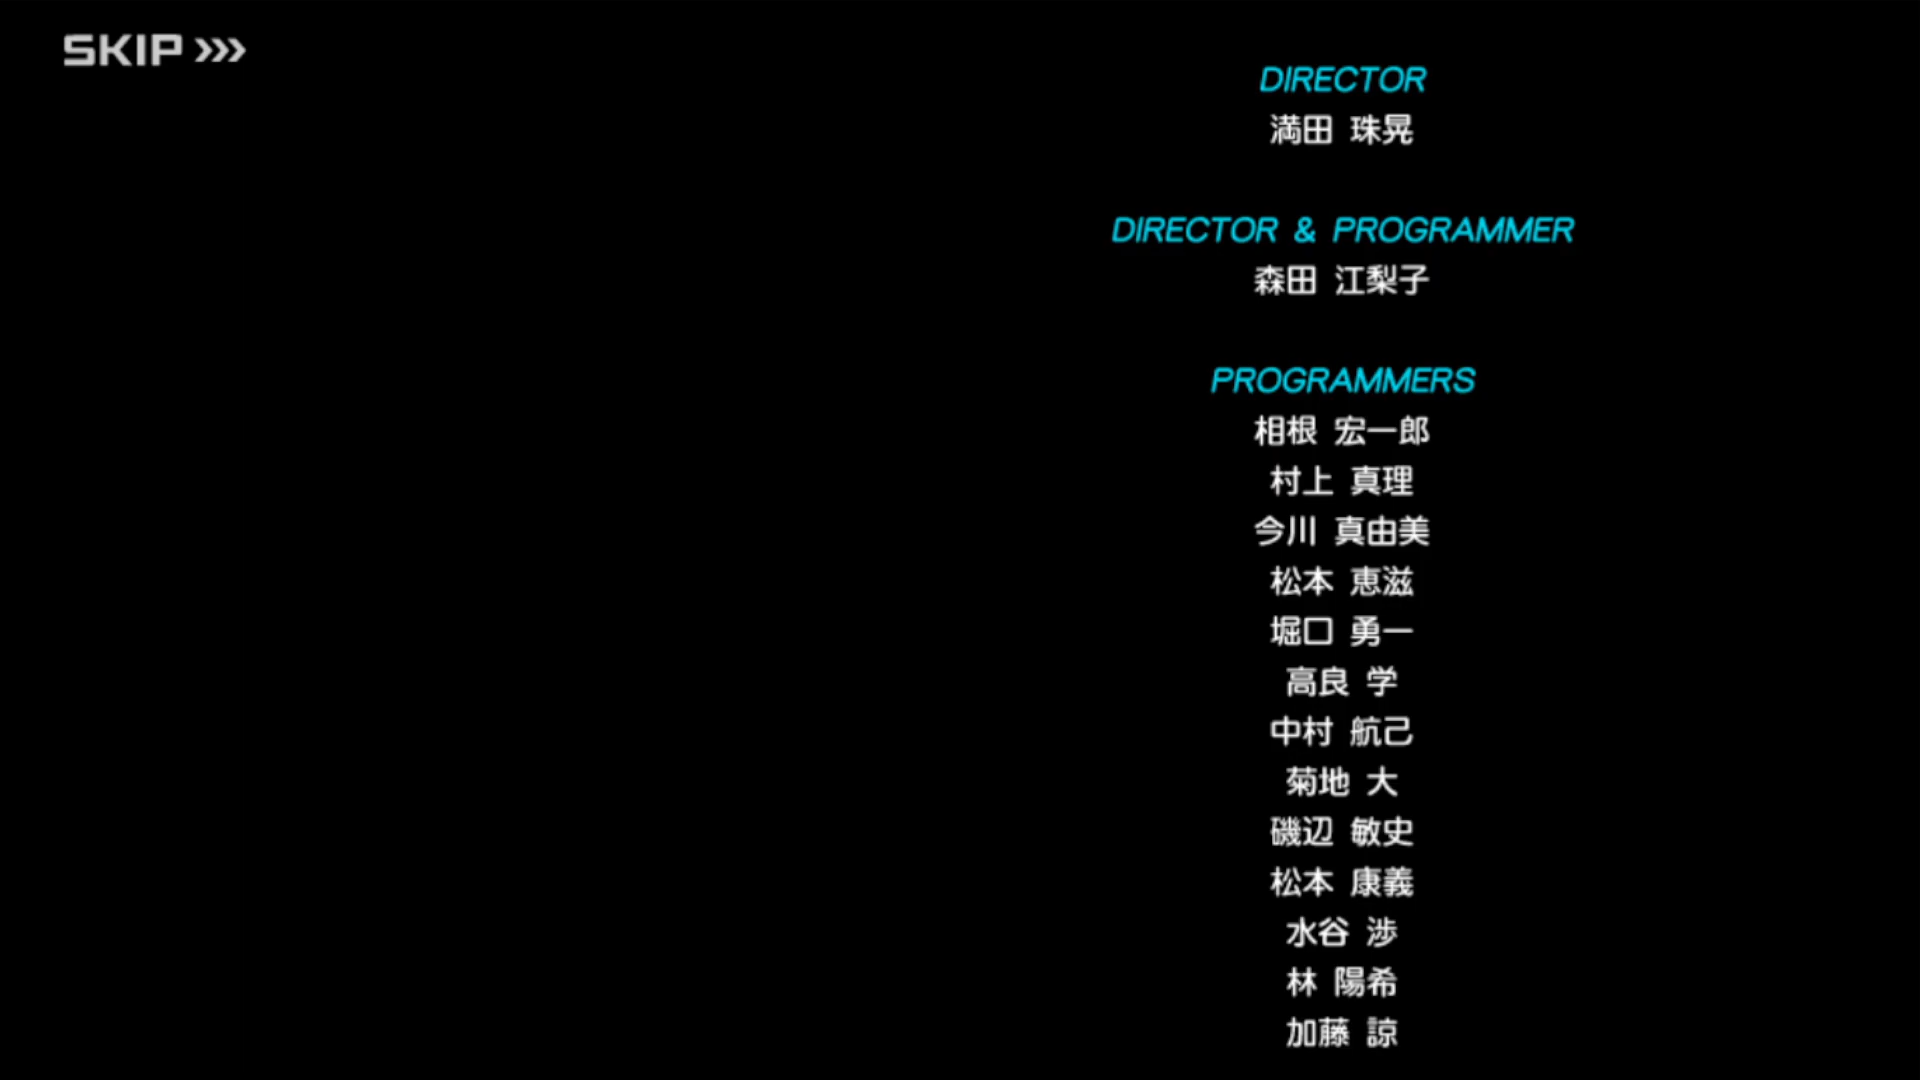 SKIP >>>
DIRECTOR
満田 珠晃
DIRECTOR & PROGRAMMER
森田 江梨子
PROGRAMMERS
相根 宏一郎
村上 真理
今川 真由美
松本 恵滋
堀口 勇一
高良 学
中村 航己
菊地 大
磯辺 敏史
松本 康義
水谷 渉
林 陽希
加藤 諒